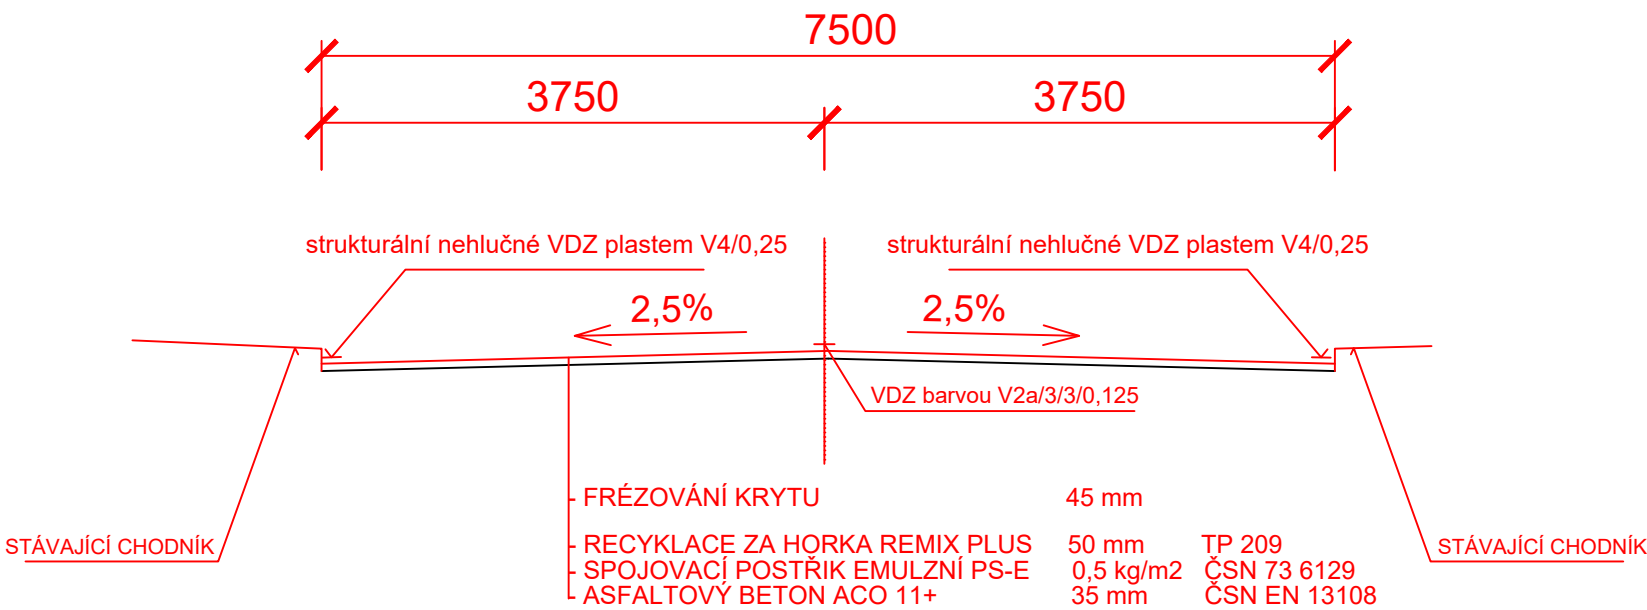 7500
3750 3750
strukturální nehlučné VDZ plastem V4/0,25 strukturální nehlučné VDZ plastem V4/0,25
2,5% 2,5%
VDZ barvou V2a/3/3/0,125
FRÉZOVÁNÍ KRYTU 45 mm
STÁVAJÍCÍ CHODNÍK
RECYKLACE ZA HORKA REMIX PLUS 50 mm TP 209
SPOJOVACÍ POSTŘIK EMULZNÍ PS-E 0,5 kg/m2 ČSN 73 6129
ASFALTOVÝ BETON ACO 11+ 35 mm ČSN EN 13108
STÁVAJÍCÍ CHODNÍK